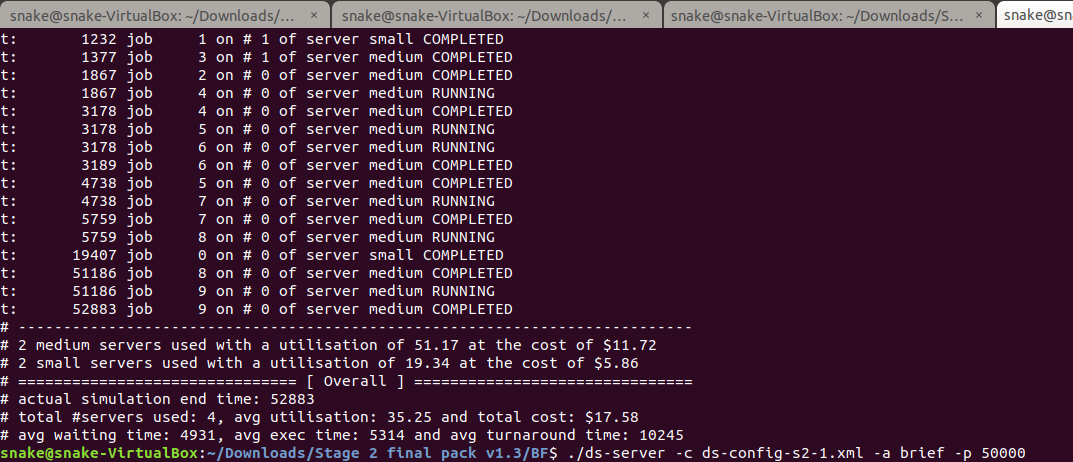 snake@snake-VirtualBox: ~/Downloads/... × snake@snake-VirtualBox: ~/Downloads/... × snake@snake-VirtualBox: ~/Downloads/S... × snake@sn
t: 1232 job 1 on # 1 of server small COMPLETED
t: 1377 job 3 on # 1 of server medium COMPLETED
t: 1867 job 2 on # 0 of server medium COMPLETED
t: 1867 job 4 on # 0 of server medium RUNNING
t: 3178 job 4 on # 0 of server medium COMPLETED
t: 3178 job 5 on # 0 of server medium RUNNING
t: 3178 job 6 on # 0 of server medium RUNNING
t: 3189 job 6 on # 0 of server medium COMPLETED
t: 4738 job 5 on # 0 of server medium COMPLETED
t: 4738 job 7 on # 0 of server medium RUNNING
t: 5759 job 7 on # 0 of server medium COMPLETED
t: 5759 job 8 on # 0 of server medium RUNNING
t: 19407 job 0 on # 0 of server small COMPLETED
t: 51186 job 8 on # 0 of server medium COMPLETED
t: 51186 job 9 on # 0 of server medium RUNNING
t: 52883 job 9 on # 0 of server medium COMPLETED
# ---------------------------------------------------------------------------
# 2 medium servers used with a utilisation of 51.17 at the cost of $11.72
# 2 small servers used with a utilisation of 19.34 at the cost of $5.86
# =============================== [ Overall ] ===============================
# actual simulation end time: 52883
# total #servers used: 4, avg utilisation: 35.25 and total cost: $17.58
# avg waiting time: 4931, avg exec time: 5314 and avg turnaround time: 10245
snake@snake-VirtualBox:~/Downloads/Stage 2 final pack v1.3/BF$ ./ds-server -c ds-config-s2-1.xml -a brief -p 50000